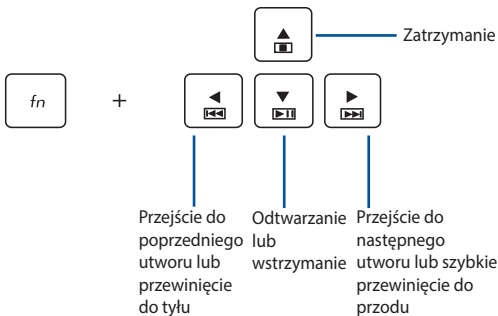 Zatrzymanie
fn
+
Przejście do
poprzedniego
utworu lub
przewinięcie
do tyłu
Odtwarzanie
lub
wstrzymanie
Przejście do
następnego
utworu lub szybkie
przewinięcie do
przodu